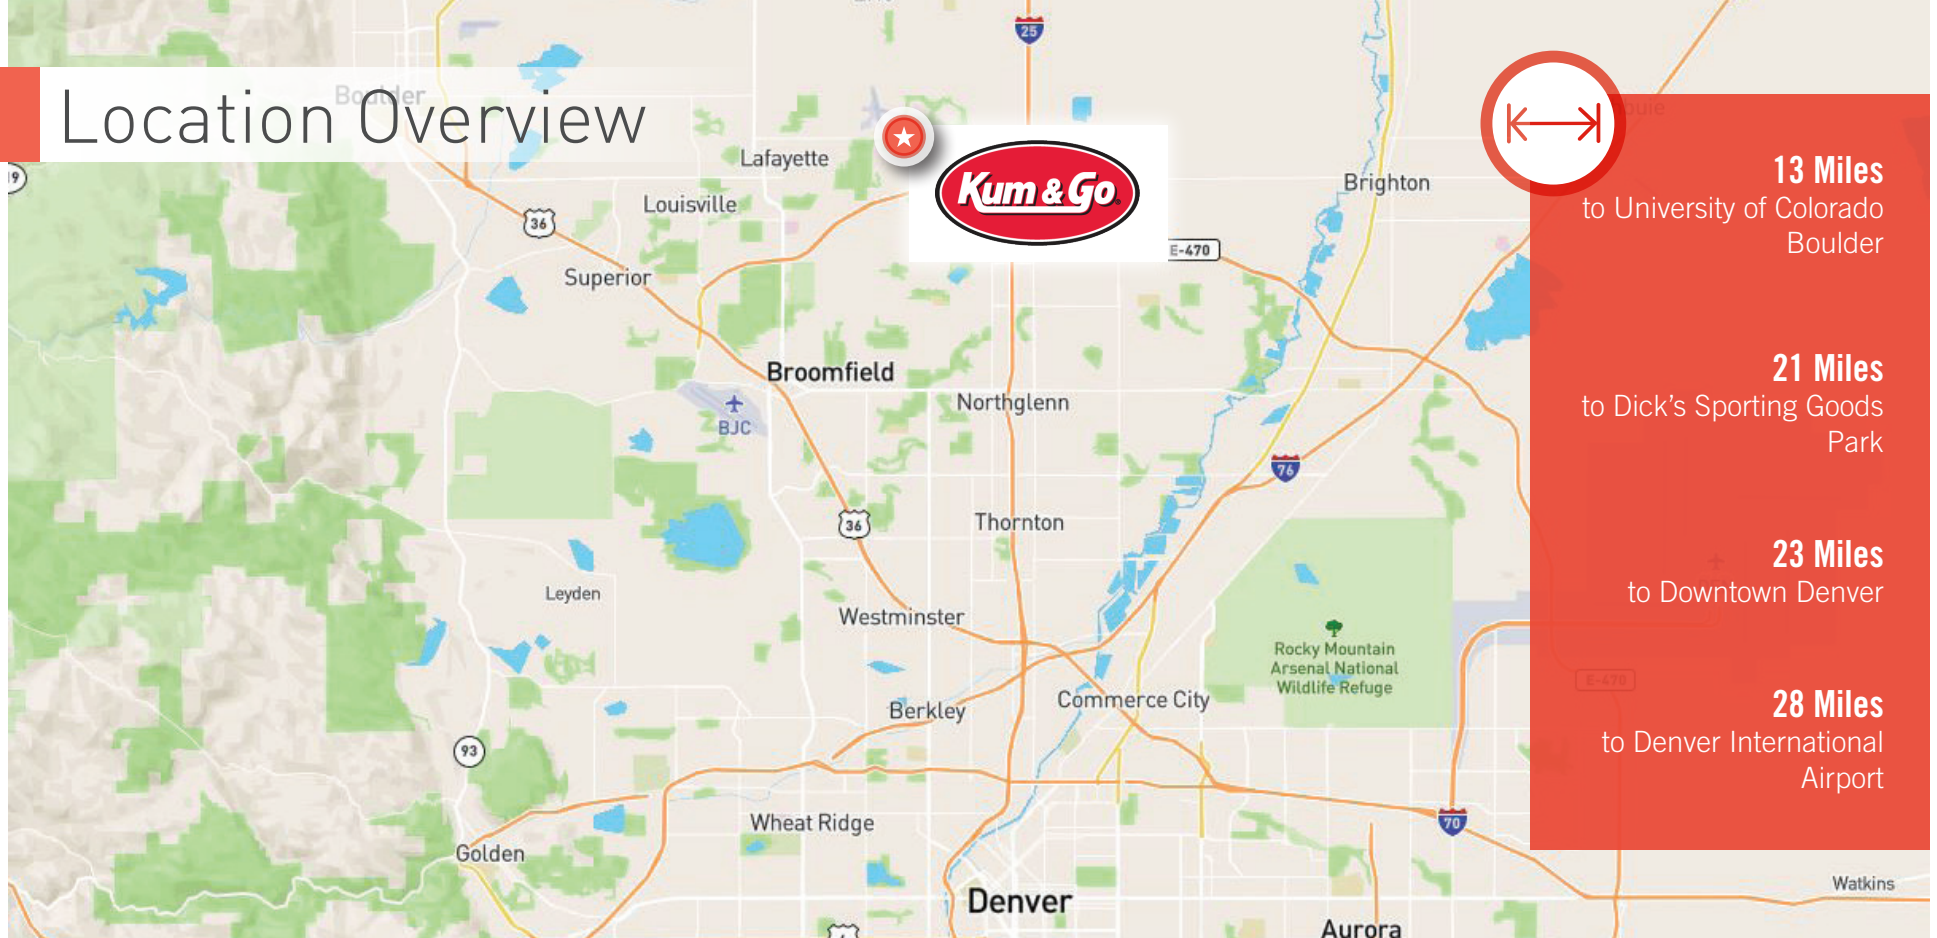 25
Boulder
Location Overview
Lafayette
Kum & Go
Brighton
Louisville
36
E-470
Superior
Broomfield
BJC
Northglenn
76
36
Thornton
Leyden
Westminster
Rocky Mountain
Arsenal National
Wildlife Refuge
Commerce City
Berkley
93
70
Wheat Ridge
Golden
Denver
Aurora
Watkins
13 Miles
to University of Colorado
Boulder
21 Miles
to Dick's Sporting Goods
Park
23 Miles
to Downtown Denver
E-470
28 Miles
to Denver International
Airport